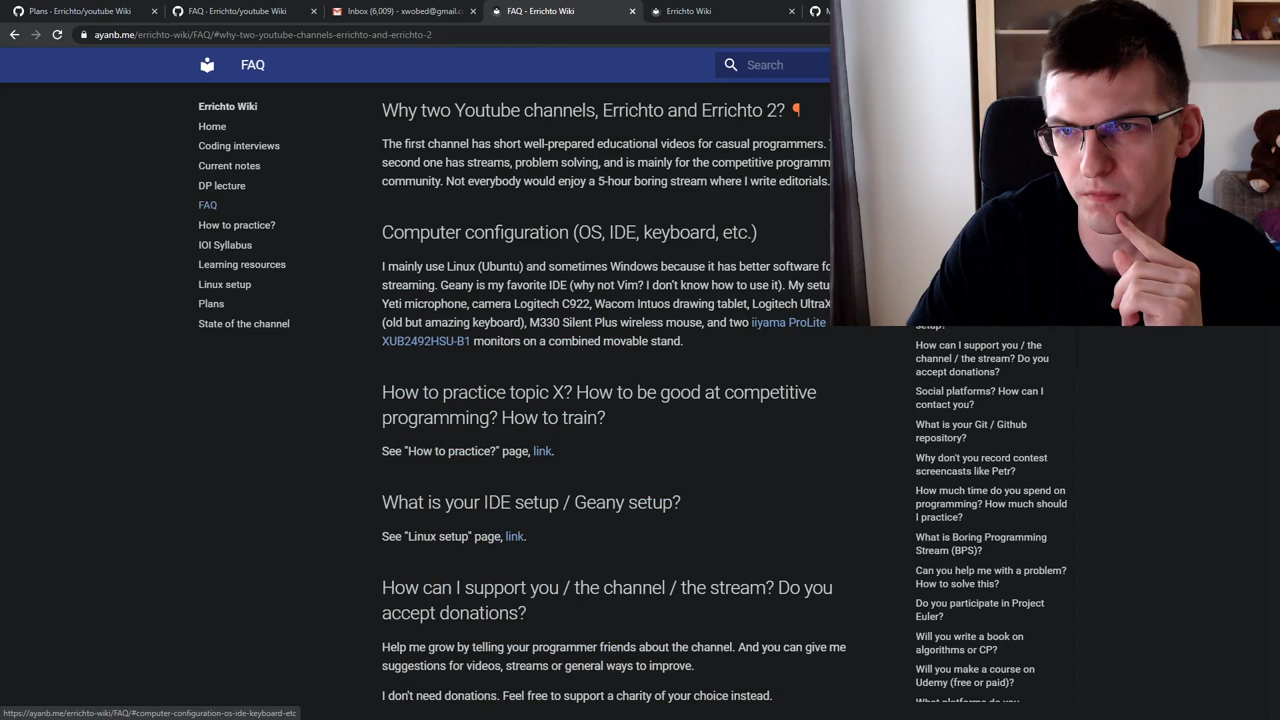 Plans · Errichto/youtube Wiki
FAQ · Errichto/youtube Wiki
Inbox (6,009) - xwobed@gmail.c
FAQ - Errichto Wiki
Errichto Wiki
ayanb.me/errichto-wiki/FAQ/#why-two-youtube-channels-errichto-and-errichto-2
FAQ
Search
Errichto Wiki
Home
Coding interviews
Current notes
DP lecture
FAQ
How to practice?
IOI Syllabus
Learning resources
Linux setup
Plans
State of the channel
Why two Youtube channels, Errichto and Errichto 2? ¶
The first channel has short well-prepared educational videos for casual programmers.
second one has streams, problem solving, and is mainly for the competitive programm
community. Not everybody would enjoy a 5-hour boring stream where I write editorials.
Computer configuration (OS, IDE, keyboard, etc.)
I mainly use Linux (Ubuntu) and sometimes Windows because it has better software fo
streaming. Geany is my favorite IDE (why not Vim? I don't know how to use it). My setu
Yeti microphone, camera Logitech C922, Wacom Intuos drawing tablet, Logitech UltraX
(old but amazing keyboard), M330 Silent Plus wireless mouse, and two iiyama ProLite
XUB2492HSU-B1 monitors on a combined movable stand.
How to practice topic X? How to be good at competitive
programming? How to train?
See "How to practice?" page, link.
What is your IDE setup / Geany setup?
See "Linux setup" page, link.
How can I support you / the channel / the stream? Do you
accept donations?
Help me grow by telling your programmer friends about the channel. And you can give me
suggestions for videos, streams or general ways to improve.
I don't need donations. Feel free to support a charity of your choice instead.
setup?
How can I support you / the
channel / the stream? Do you
accept donations?
Social platforms? How can I
contact you?
What is your Git / Github
repository?
Why don't you record contest
screencasts like Petr?
How much time do you spend on
programming? How much should
I practice?
What is Boring Programming
Stream (BPS)?
Can you help me with a problem?
How to solve this?
Do you participate in Project
Euler?
Will you write a book on
algorithms or CP?
Will you make a course on
Udemy (free or paid)?
What platforms do you
https://ayanb.me/errichto-wiki/FAQ/#computer-configuration-os-ide-keyboard-etc